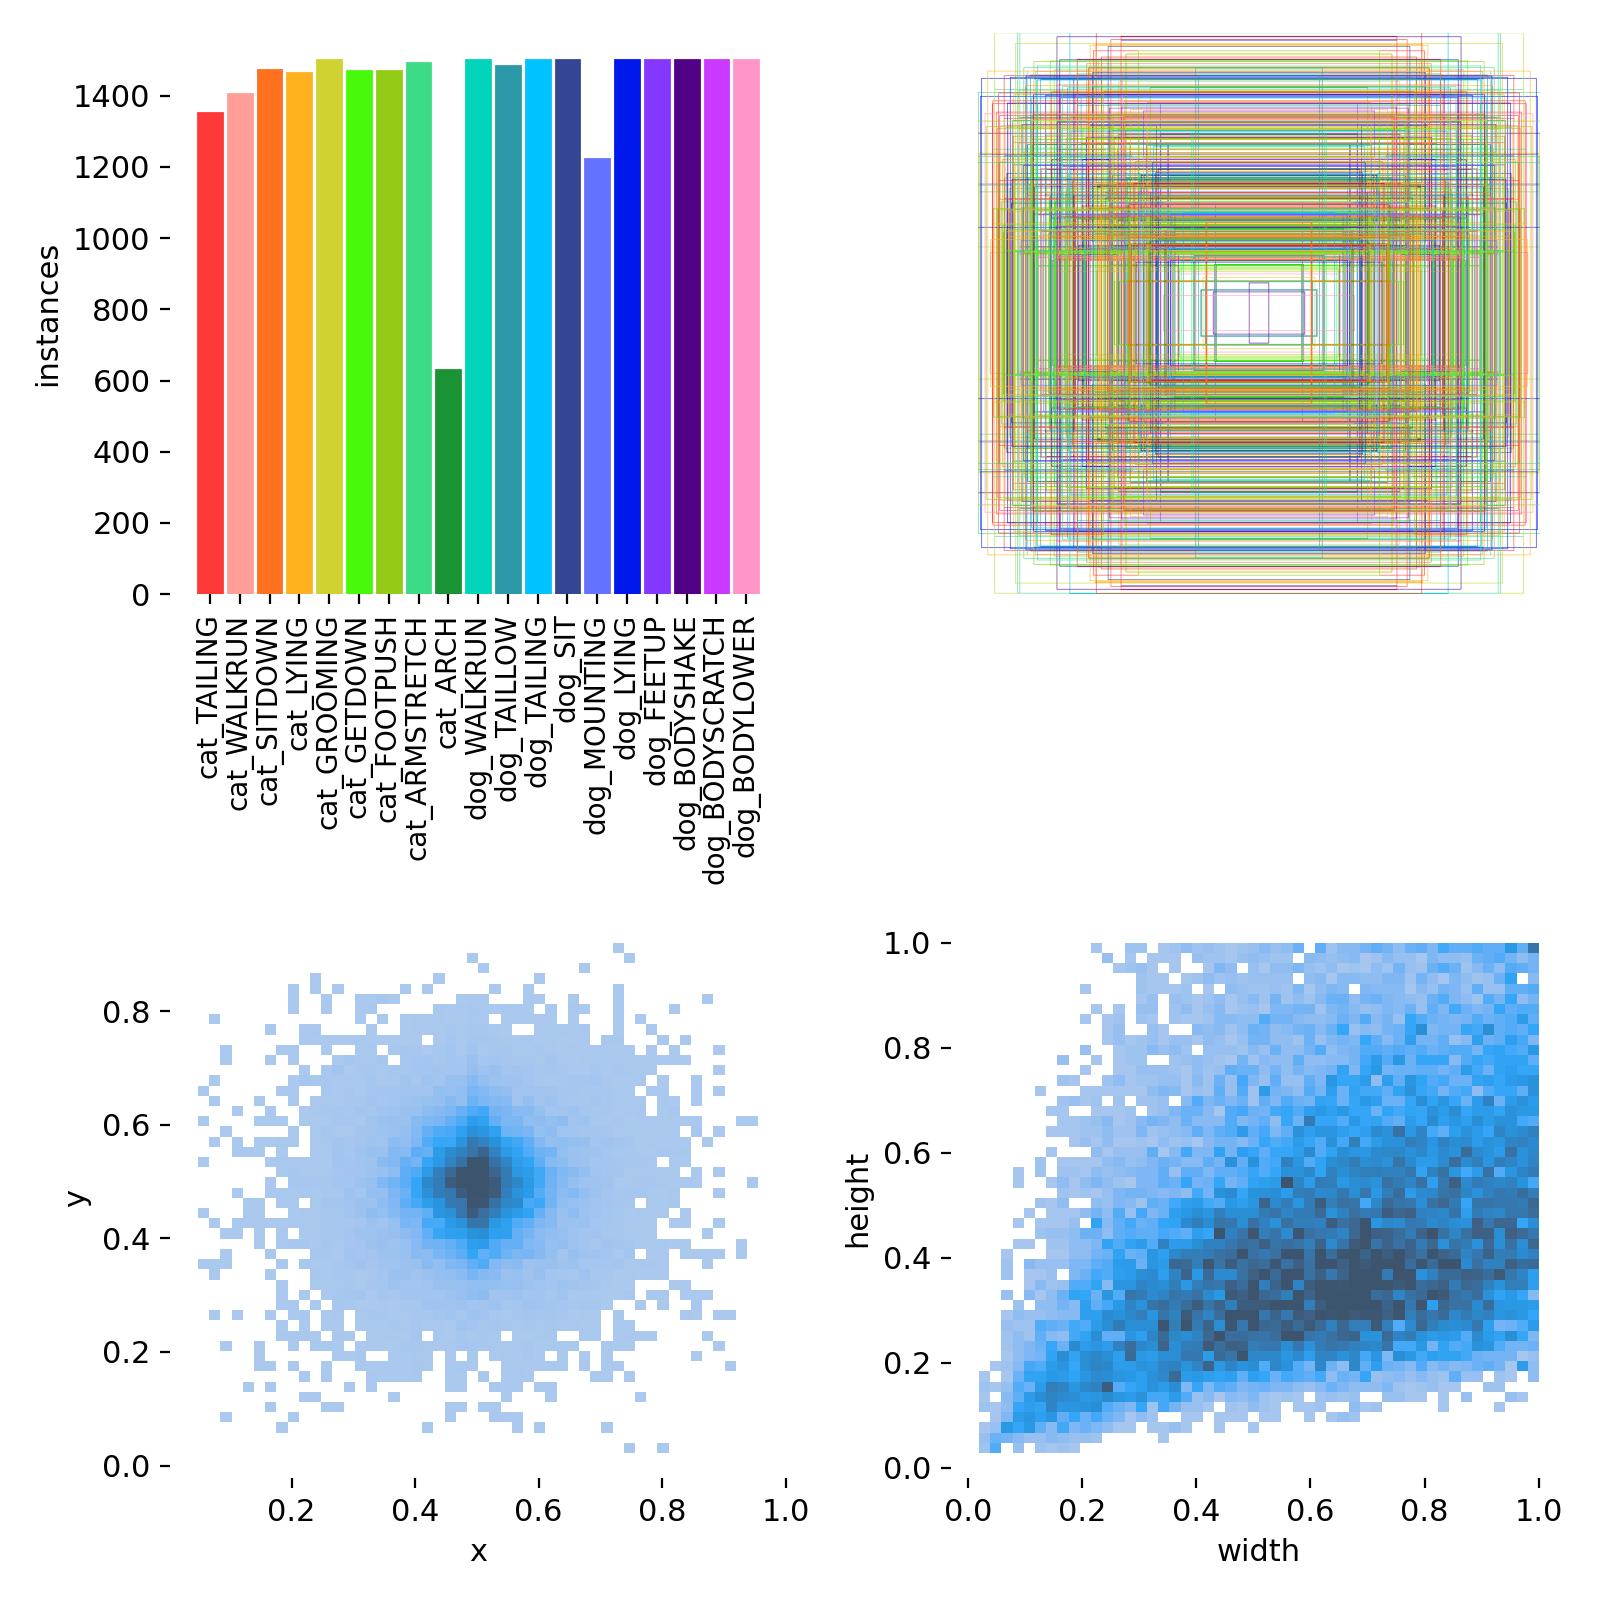 instances
1400
1200
1000
800
600
400
200
0
cat_TAILING
cat_WALKRUN
cat_SITDOWN
cat_LYING
cat_GROOMING
cat_GETDOWN
cat_FOOTPUSH
cat_ARMSTRETCH
cat_ARCH
dog_WALKRUN
dog_TAILLOW
dog_TAILING
dog_SIT
dog_MOUNTING
dog_LYING
dog_FEETUP
dog_BODYSHAKE
dog_BODYSCRATCH
dog_BODYLOWER
y
0.8
0.6
0.4
0.2
0.0
0.2 0.4 0.6 0.8 1.0
x
height
1.0
0.8
0.6
0.4
0.2
0.0
0.0 0.2 0.4 0.6 0.8 1.0
width